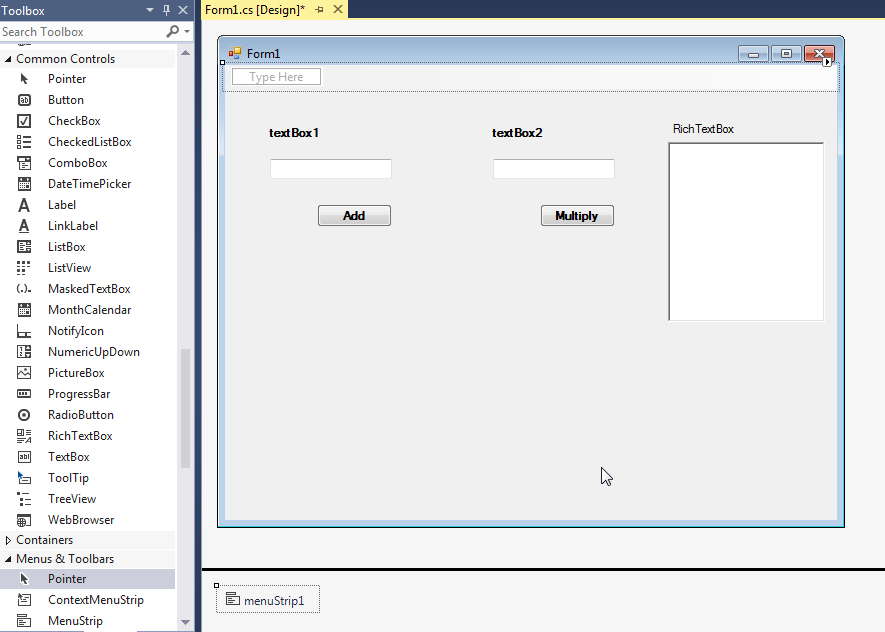 Toolbox
Search Toolbox
Common Controls
Pointer
Button
CheckBox
CheckedListBox
ComboBox
DateTimePicker
Label
LinkLabel
ListBox
ListView
MaskedTextBox
MonthCalendar
NotifyIcon
NumericUpDown
PictureBox
ProgressBar
RadioButton
RichTextBox
TextBox
ToolTip
TreeView
WebBrowser
Containers
Menus & Toolbars
Pointer
ContextMenuStrip
MenuStrip
Form1.cs [Design]*
Form1
Type Here
textBox1 textBox2 RichTextBox
Add Multiply
menuStrip1